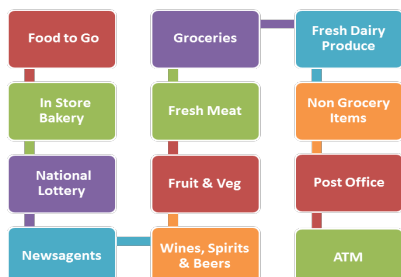 Food to Go
In Store
Bakery
National
Lottery
Newsagents
Wines, Spirits
& Beers
Fruit & Veg
Fresh Meat
Groceries
Fresh Dairy
Produce
Non Grocery
Items
Post Office
ATM